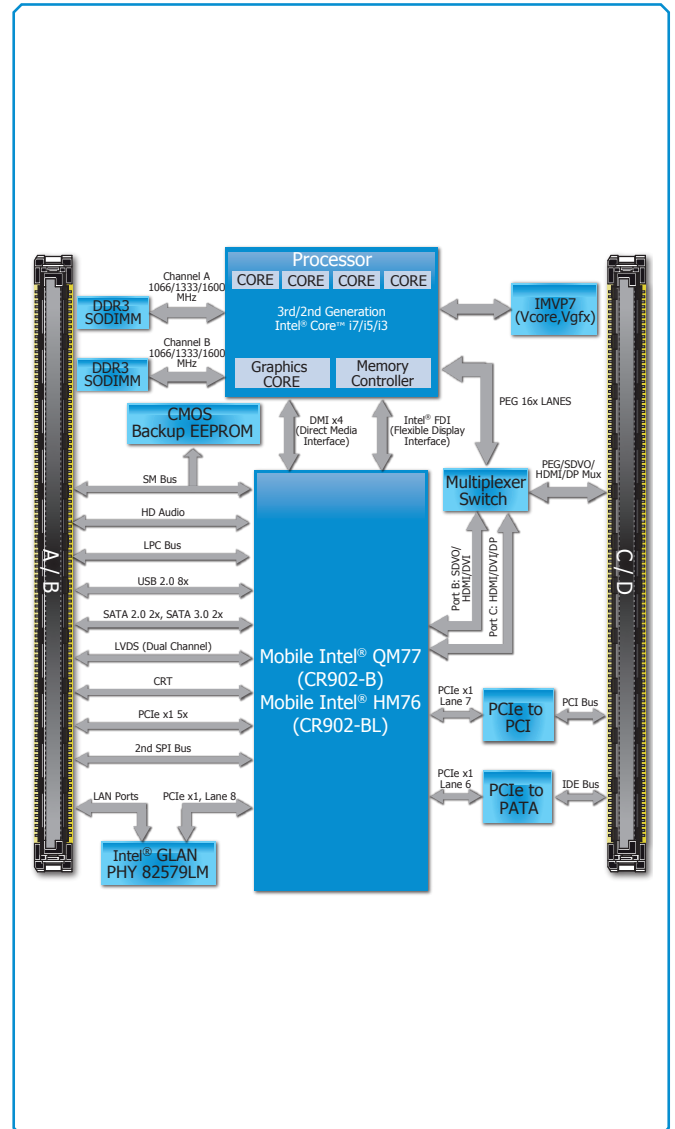 Processor
CORE CORE CORE CORE
3rd/2nd Generation
Intel® Core™ i7/i5/i3
Graphics
CORE
Memory
Controller
Channel A
1066/1333/1600
MHz
DDR3
SODIMM
Channel B
1066/1333/1600
MHz
DDR3
SODIMM
IMVP7
(Vcore,Vgfx)
CMOS
Backup EEPROM
DMI x4
(Direct Media
Interface)
Intel® FDI
(Flexible Display
Interface)
PEG 16x LANES
Multiplexer
Switch
PEG/SDVO/
HDMI/DP Mux
SM Bus
HD Audio
LPC Bus
USB 2.0 8x
SATA 2.0 2x, SATA 3.0 2x
LVDS (Dual Channel)
CRT
PCIe x1 5x
2nd SPI Bus
LAN Ports
PCIe x1, Lane 8
Intel® GLAN
PHY 82579LM
A / B
C / D
Port B: SDVO/
HDMI/DVI
Port C: HDMI/DVI/DP
Mobile Intel® QM77
(CR902-B)
Mobile Intel® HM76
(CR902-BL)
PCIe x1
Lane 7
PCIe to
PCI
PCI Bus
PCIe x1
Lane 6
PCIe to
PATA
IDE Bus